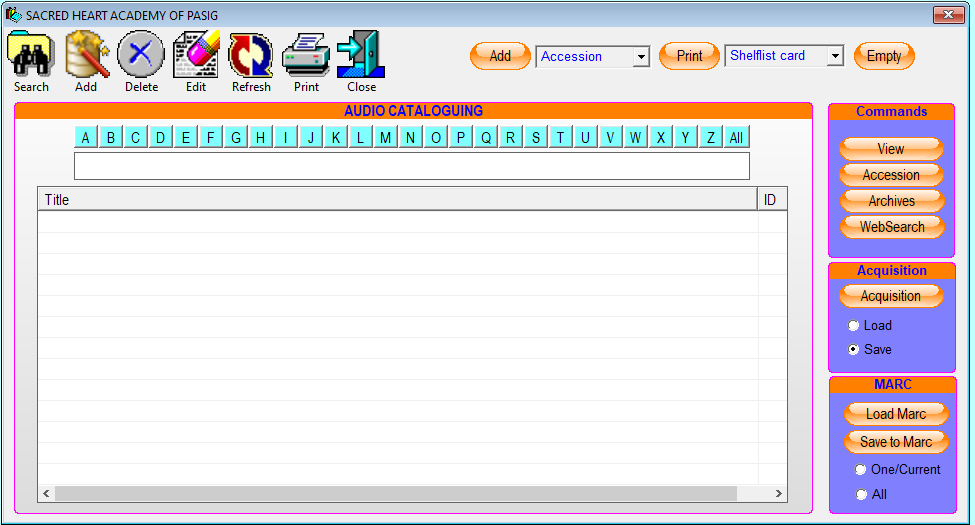 SACRED HEART ACADEMY OF PASIG
Search Add Delete Edit Refresh Print Close
Add Accession Print Shelflist card Empty
AUDIO CATALOGUING
A B C D E F G H I J K L M N O P Q R S T U V W X Y Z All
Title ID
Commands
View
Accession
Archives
WebSearch
Acquisition
Acquisition
Load
Save
MARC
Load Marc
Save to Marc
One/Current
All